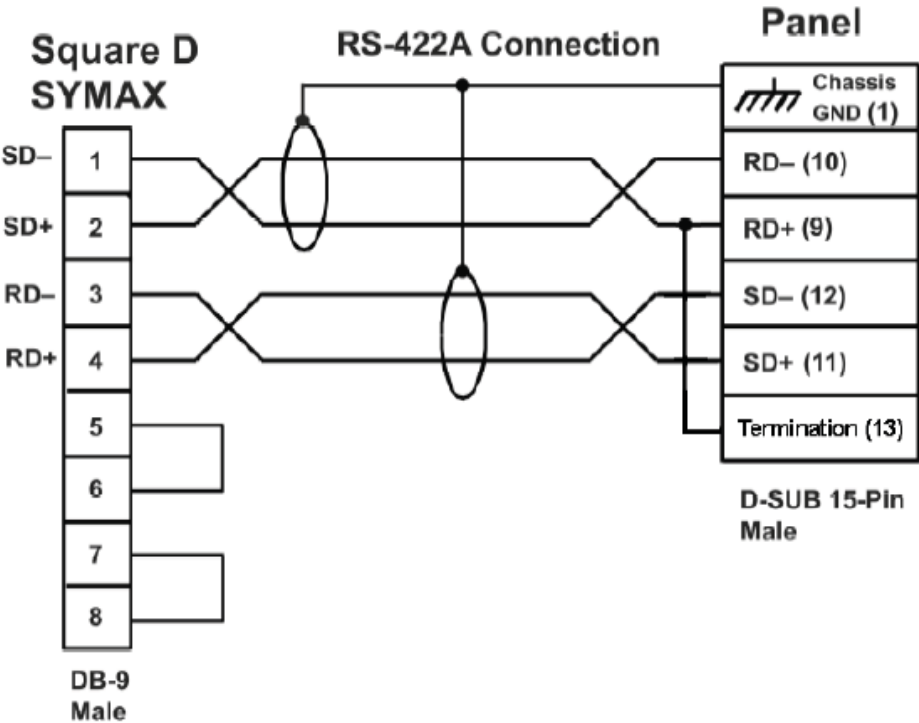 Square D
SYMAX
RS-422A Connection
Panel
Chassis
GND (1)
SD–
1
RD– (10)
SD+
2
RD+ (9)
RD–
3
SD– (12)
RD+
4
SD+ (11)
5
Termination (13)
6
7
8
D-SUB 15-Pin
Male
DB-9
Male